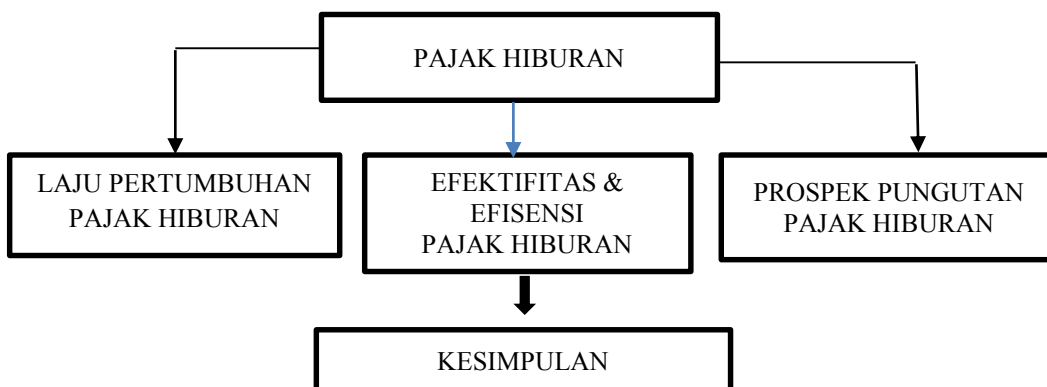 PAJAK HIBURAN
LAJU PERTUMBUHAN
PAJAK HIBURAN
EFEKTIFITAS &
EFISENSI
PAJAK HIBURAN
PROSPEK PUNGUTAN
PAJAK HIBURAN
KESIMPULAN